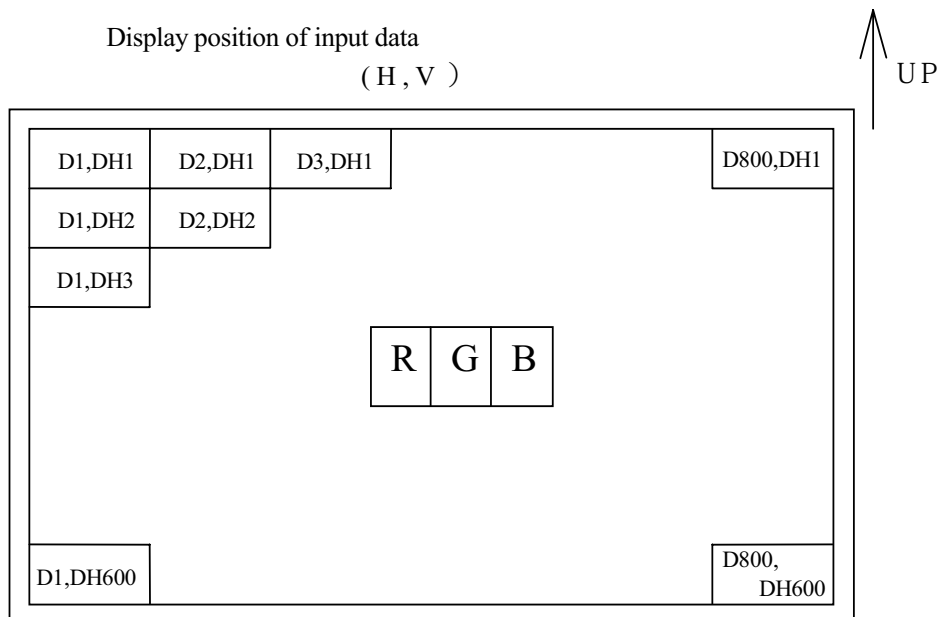 Display position of input data
( H , V )
UP
D1,DH1 D2,DH1 D3,DH1 D800,DH1
D1,DH2 D2,DH2
D1,DH3
R G B
D1,DH600 D800,
DH600